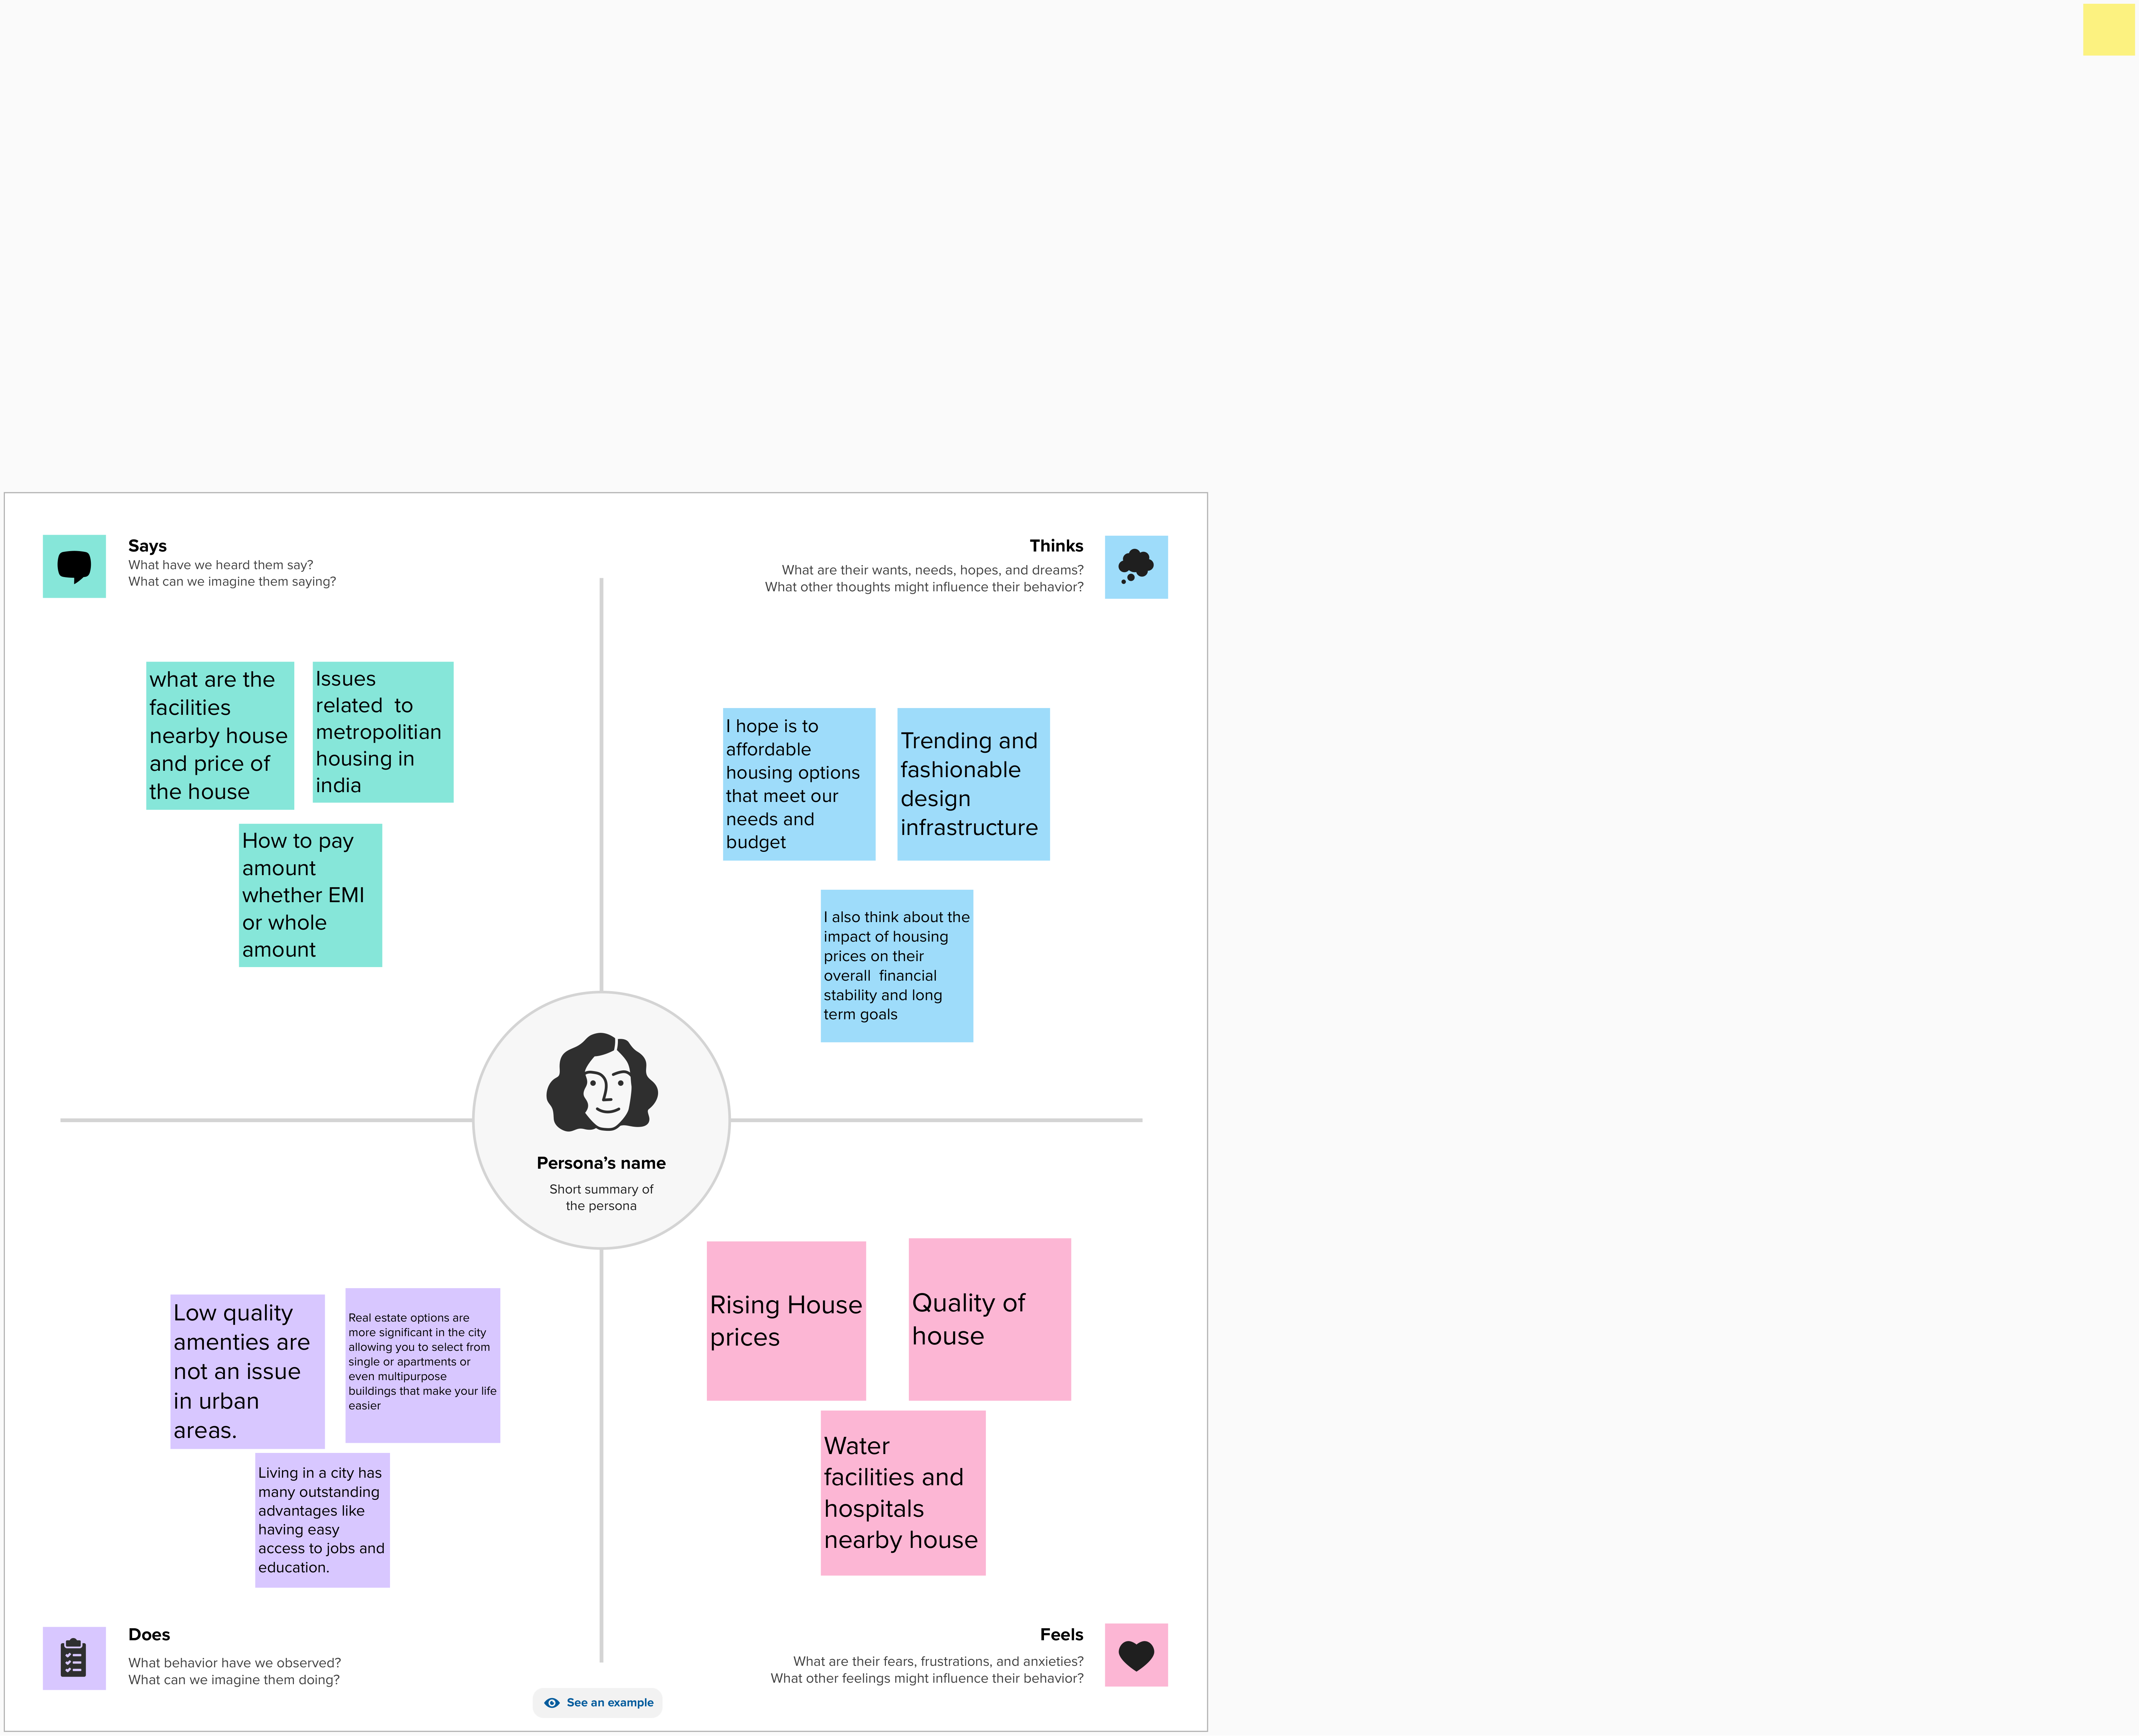 Says
What have we heard them say?
What can we imagine them saying?
Thinks
What are their wants, needs, hopes, and dreams?
What other thoughts might influence their behavior?
what are the
facilities
nearby house
and price of
the house
Issues
related  to
metropolitian
housing in
india
How to pay
amount
whether EMI
or whole
amount
I hope is to
affordable
housing options
that meet our
needs and
budget
Trending and
fashionable
design
infrastructure
I also think about the
impact of housing
prices on their
overall  financial
stability and long
term goals
Persona’s name
Short summary of
the persona
Low quality
amenties are
not an issue
in urban
areas.
Real estate options are
more significant in the city
allowing you to select from
single or apartments or
even multipurpose
buildings that make your life
easier
Living in a city has
many outstanding
advantages like
having easy
access to jobs and
education.
Rising House
prices
Quality of
house
Water
facilities and
hospitals
nearby house
Does
What behavior have we observed?
What can we imagine them doing?
Feels
What are their fears, frustrations, and anxieties?
What other feelings might influence their behavior?
See an example